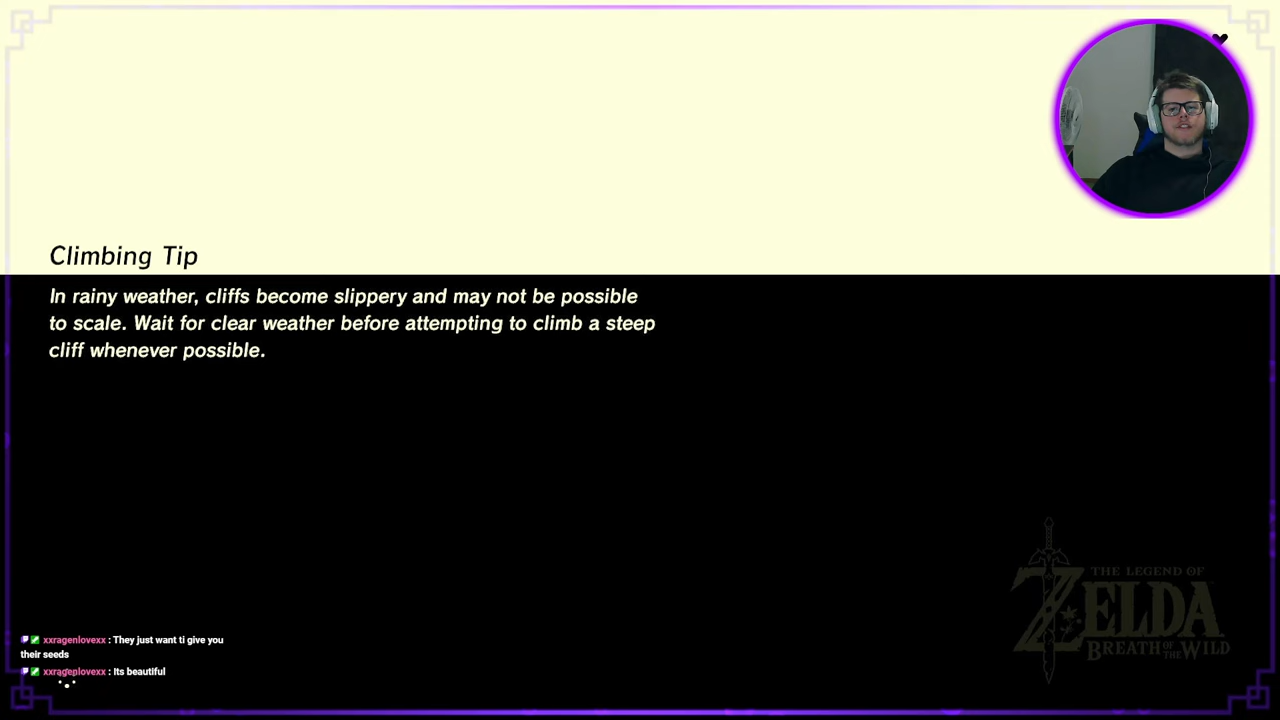 Climbing Tip
In rainy weather, cliffs become slippery and may not be possible
to scale. Wait for clear weather before attempting to climb a steep
cliff whenever possible.
xxragenlovexx : They just want ti give you
their seeds
xxragenlovexx : Its beautiful
THE LEGEND OF
ZELDA
BREATH OF THE WILD